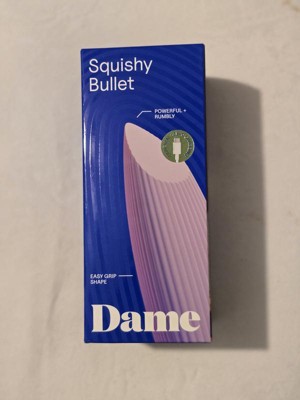 Squishy
Bullet
POWERFUL +
RUMBLY
EASY GRIP
SHAPE
Dame